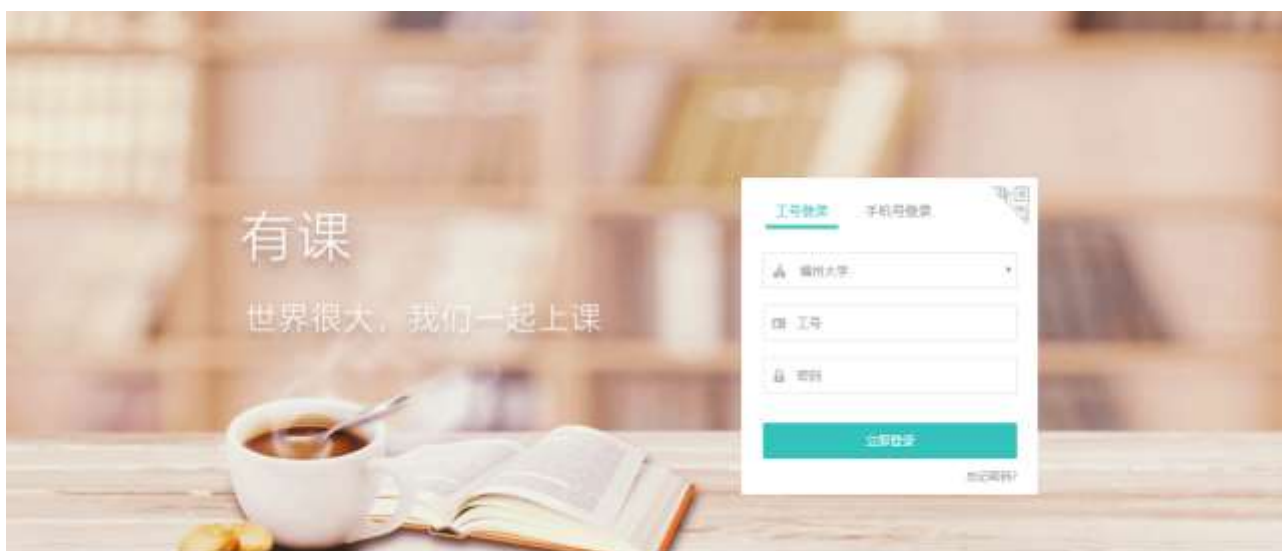 有课
世界很大，我们一起上课
工号登录 手机号登录
福州大学
工号
密码
立即登录
忘记密码?